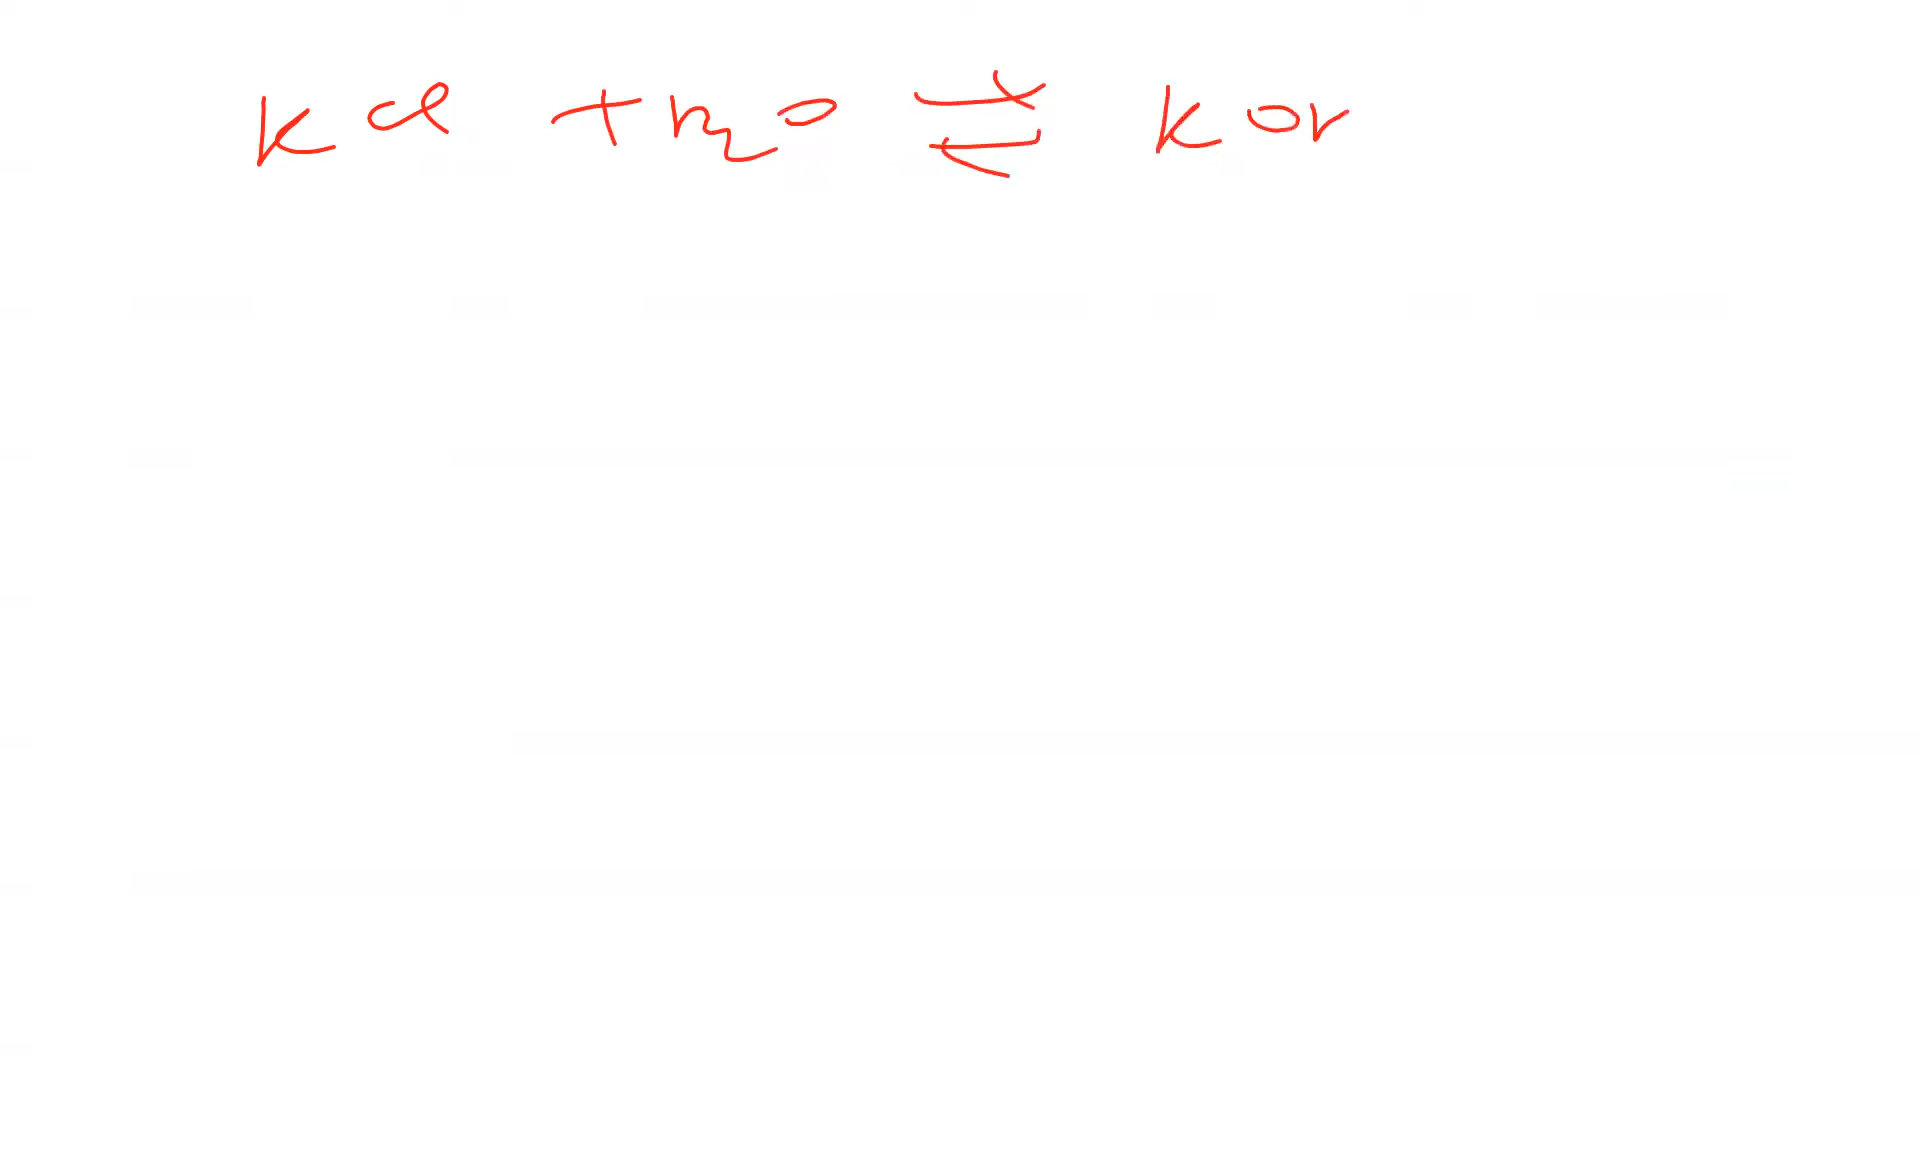 KCl + H2O ⇌ KOH